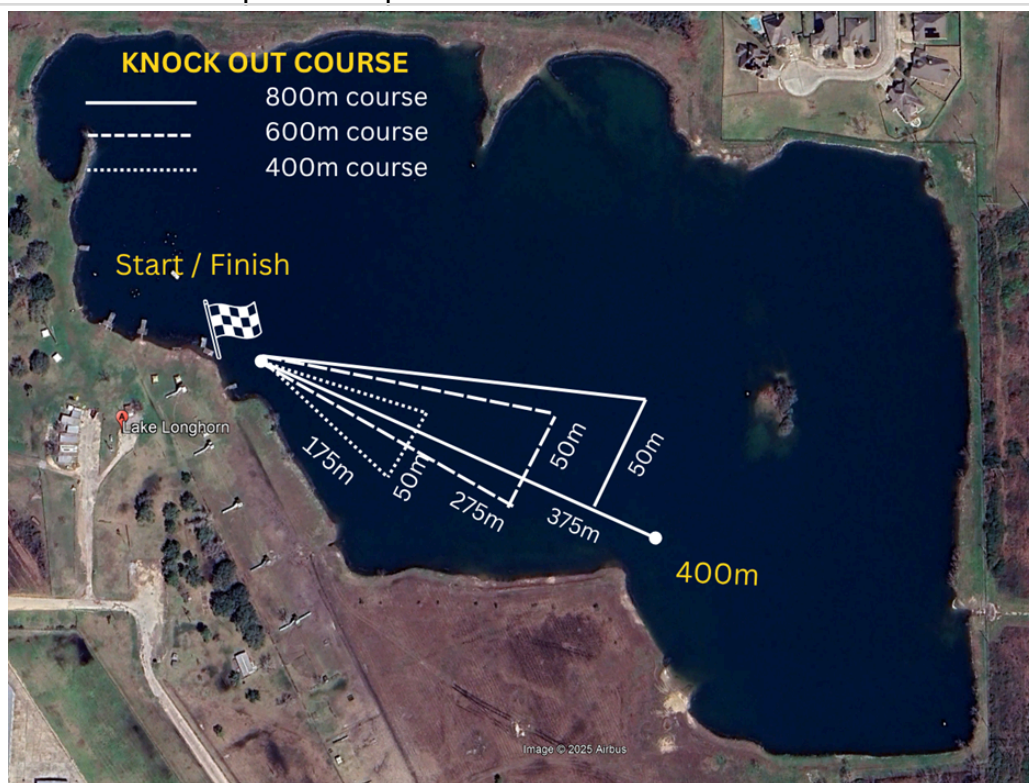 KNOCK OUT COURSE
800m course
600m course
400m course
Start / Finish
Lake Longhorn
175m
50m
275m
50m
375m
50m
400m
Image © 2025 Airbus